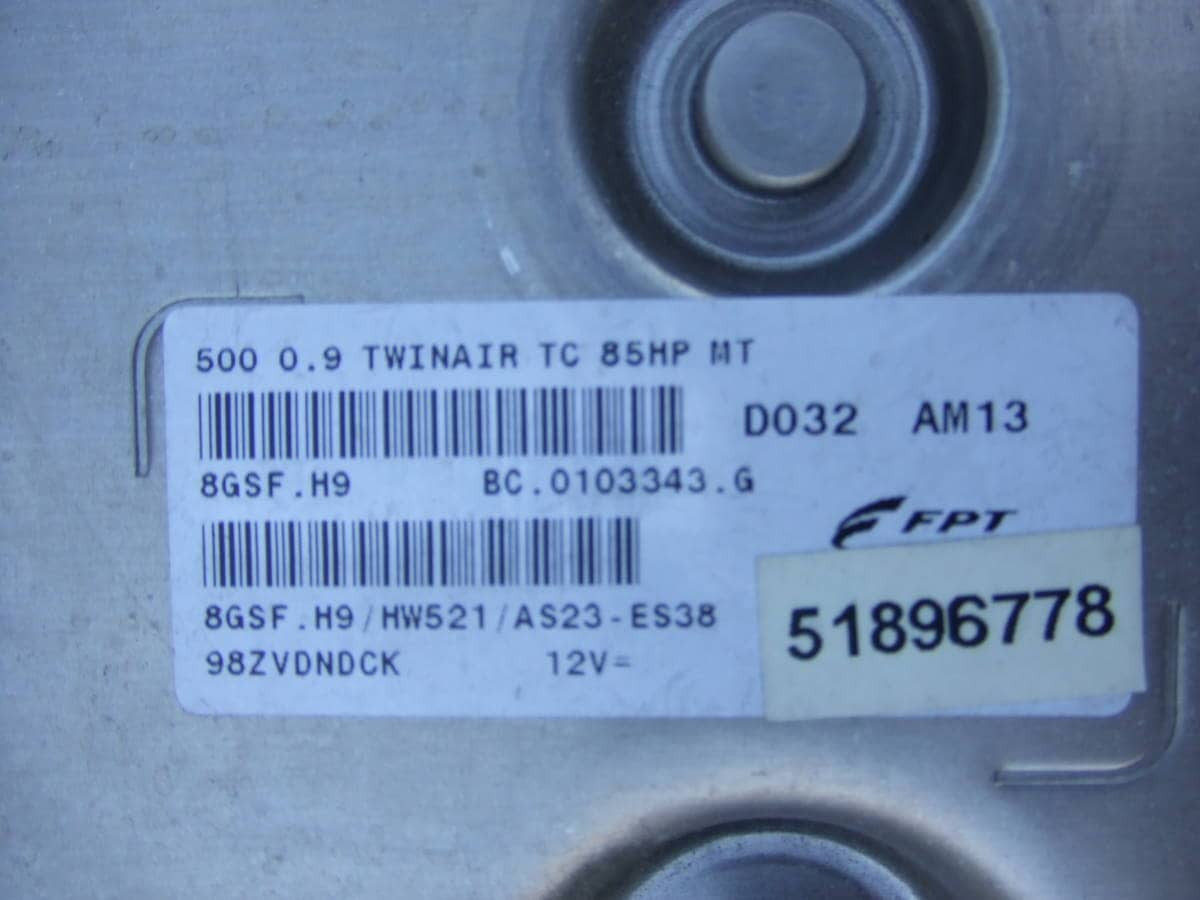 500 0.9 TWINAIR TC 85HP MT
D032 AM13
8GSF.H9 BC.0103343.G
FPT
8GSF.H9/HW521/AS23-ES38
51896778
98ZVDNDCK 12V=